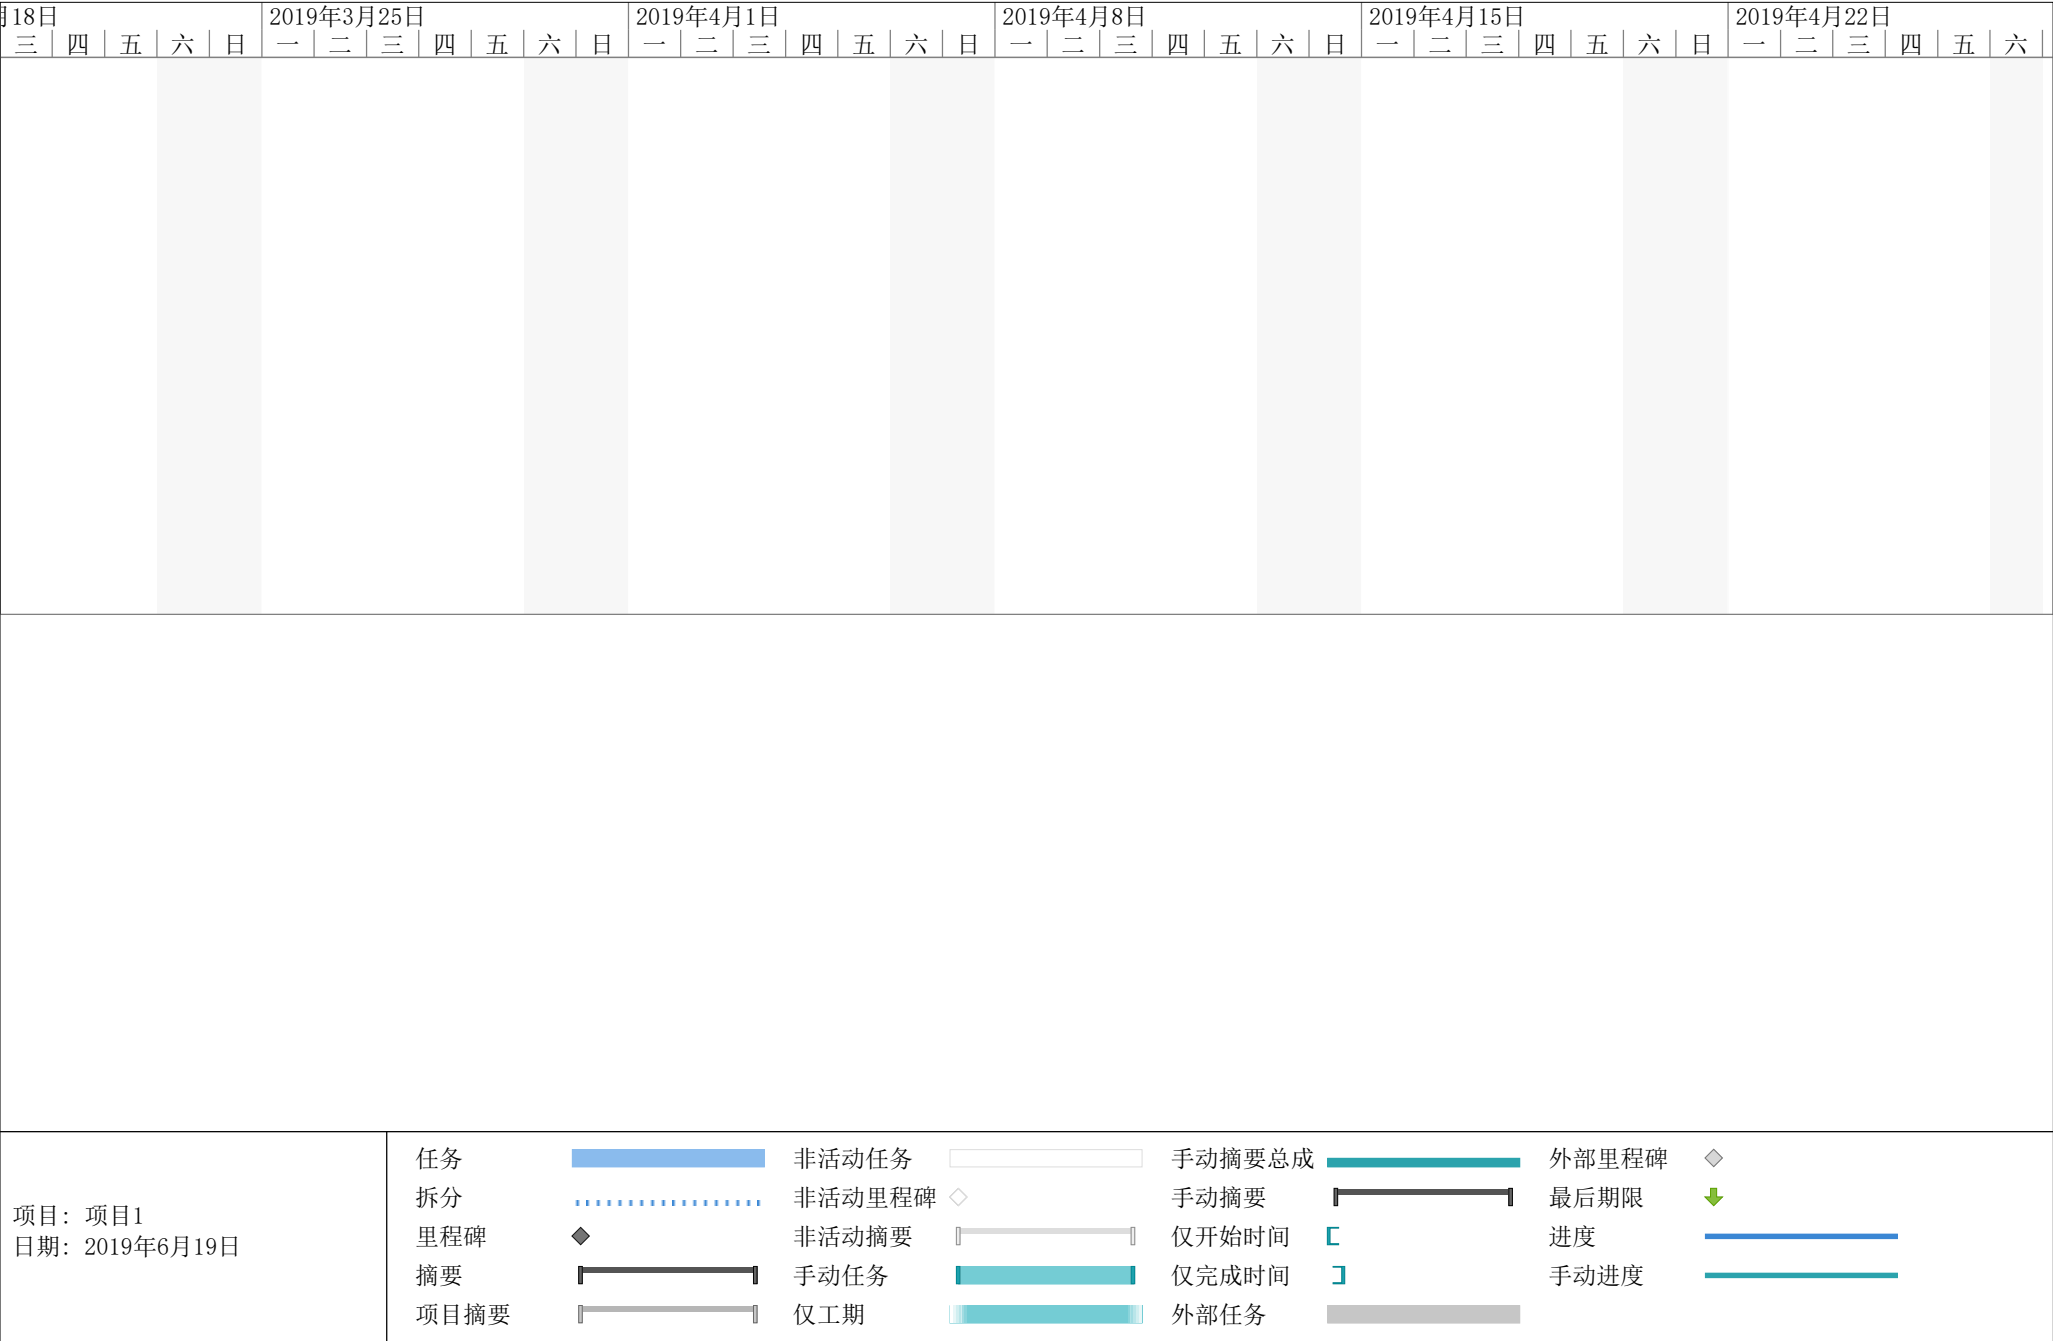 月18日 2019年3月25日 2019年4月1日 2019年4月8日 2019年4月15日 2019年4月22日
三 四 五 六 日 一 二 三 四 五 六 日 一 二 三 四 五 六 日 一 二 三 四 五 六 日 一 二 三 四 五 六 日 一 二 三 四 五 六
项目: 项目1
日期: 2019年6月19日
任务 非活动任务 手动摘要总成 外部里程碑
拆分 非活动里程碑 手动摘要 最后期限
里程碑 非活动摘要 仅开始时间 进度
摘要 手动任务 仅完成时间 手动进度
项目摘要 仅工期 外部任务